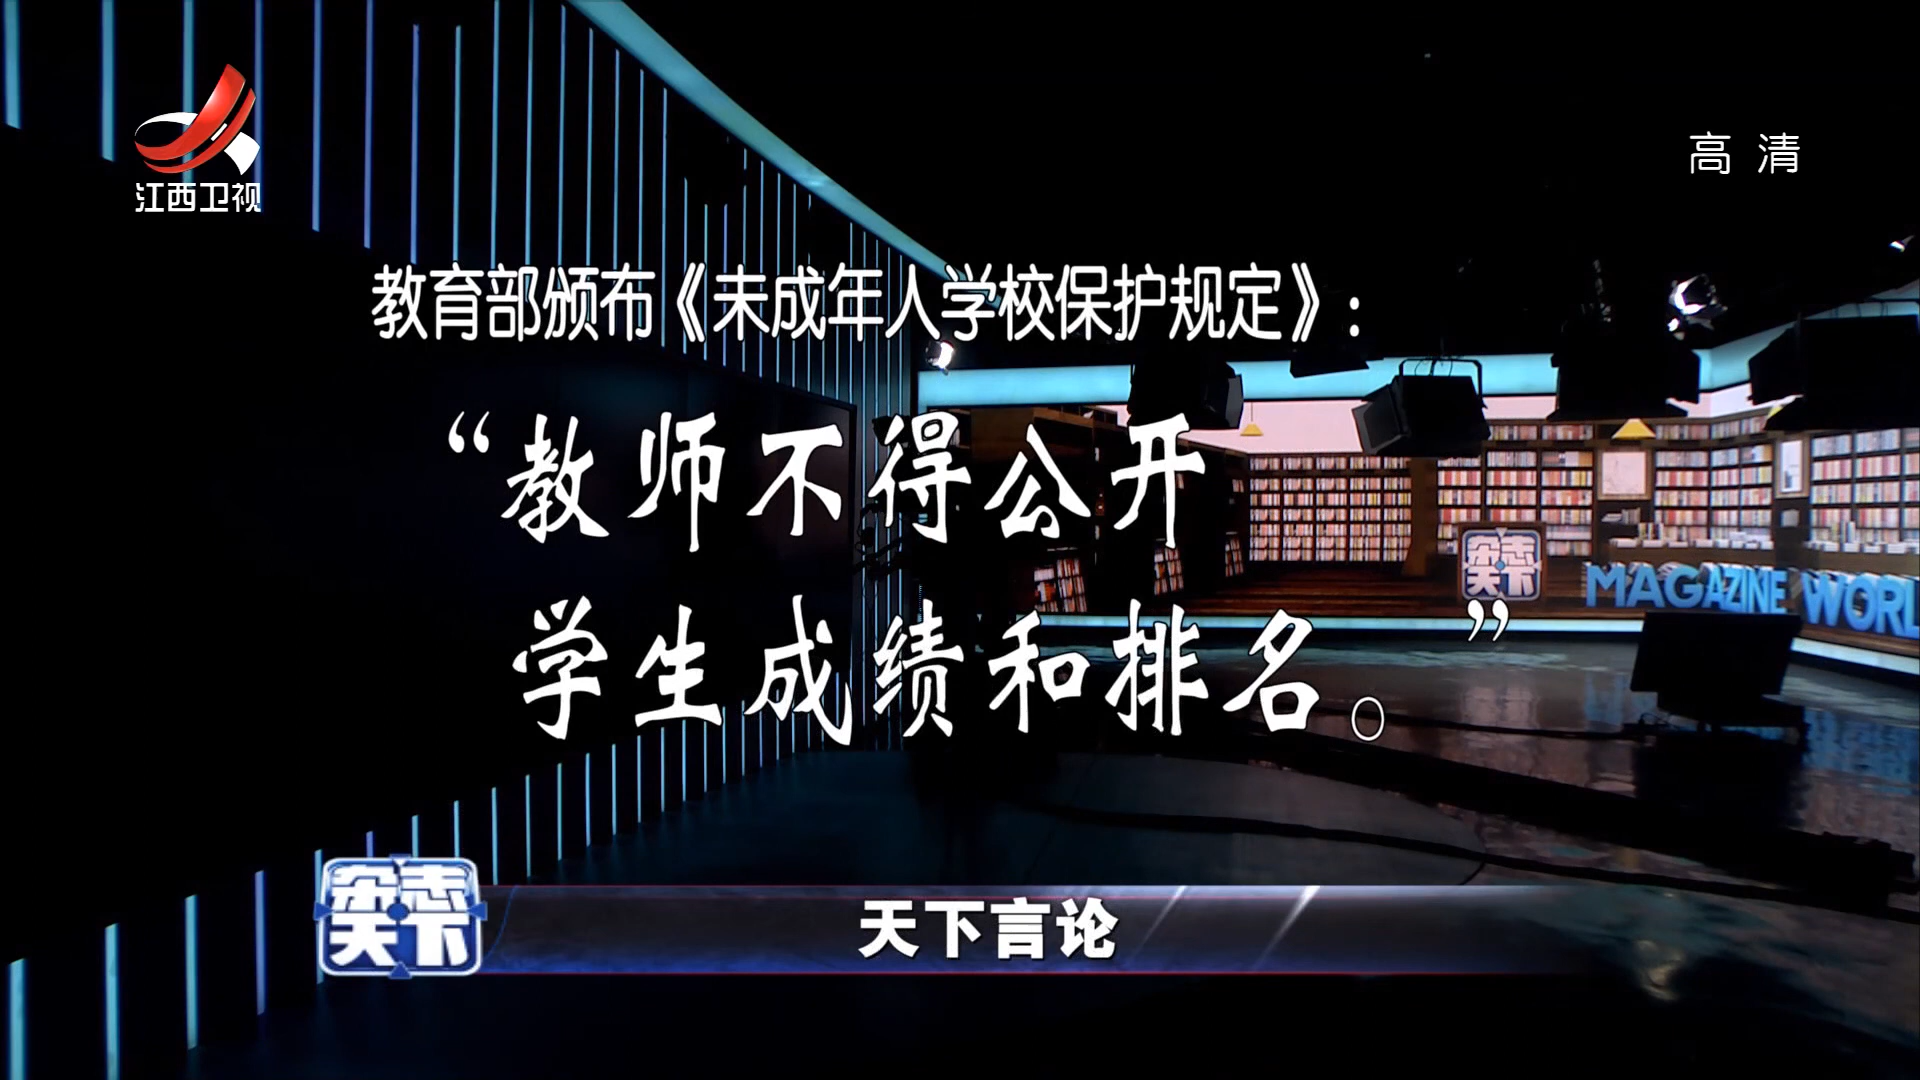 江西卫视
高清
教育部颁布《未成年人学校保护规定》：
“教师不得公开
学生成绩和排名。”
杂志
天下
MAGAZINE WORL
杂志
天下
天下言论